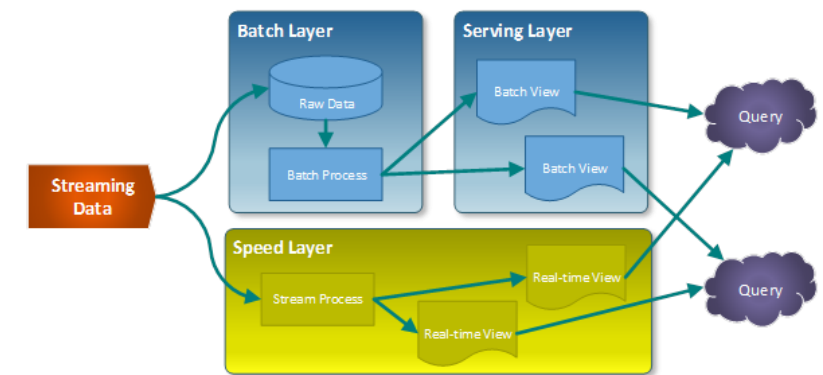 Batch Layer
Serving Layer
Raw Data
Batch View
Query
Batch Process
Batch View
Streaming
Data
Speed Layer
Stream Process
Real-time View
Real-time View
Query